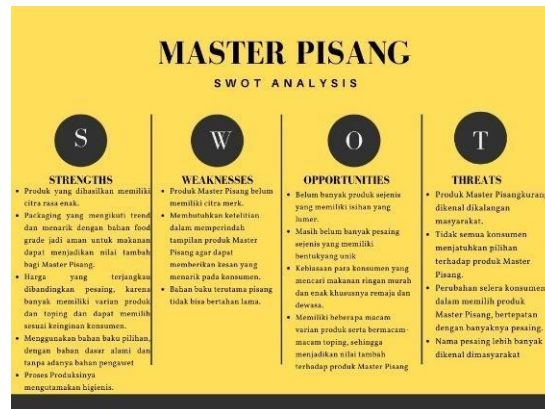 MASTER PISANG
SWOT ANALYSIS
S
STRENGTHS
• Produk yang dihasilkan memiliki
citra rasa enak.
• Packaging yang mengikuti trend
dan menarik dengan bahan food
grade jadi aman untuk makanan
dapat menjadikan nilai tambah
bagi Master Pisang.
• Harga yang terjangkau
dibandingkan pesaing, karena
banyak memiliki varian produk
dan toping dan dapat memilih
sesuai keinginan konsumen.
• Menggunakan bahan baku pilihan,
dengan bahan dasar alami dan
tanpa adanya bahan pengawet
• Proses Produksinya
mengutamakan higienis.
W
WEAKNESSES
• Produk Master Pisang belum
memiliki citra merk.
• Membutuhkan ketelitian
dalam memperindah
tampilan produk Master
Pisang agar dapat
memberikan kesan yang
menarik pada konsumen.
• Bahan baku terutama pisang
tidak bisa bertahan lama.
O
OPPORTUNITIES
• Belum banyak produk sejenis
yang memiliki isihan yang
lumer.
• Masih belum banyak pesaing
sejenis yang memiliki
bentukyang unik
• Kebiasaan para konsumen yang
mencari makanan ringan murah
dan enak khususnya remaja dan
dewasa.
• Memiliki beberapa macam
varian produk serta bermacam-
macam toping, sehingga
menjadikan nilai tambah
terhadap produk Master Pisang
T
THREATS
• Produk Master Pisangkurang
dikenal dikalangan
masyarakat.
• Tidak semua konsumen
menjatuhkan pilihan
terhadap produk Master
Pisang.
• Perubahan selera konsumen
dalam memilih produk
Master Pisang, bertepatan
dengan banyaknya pesaing.
• Nama pesaing lebih banyak
dikenal dimasyarakat